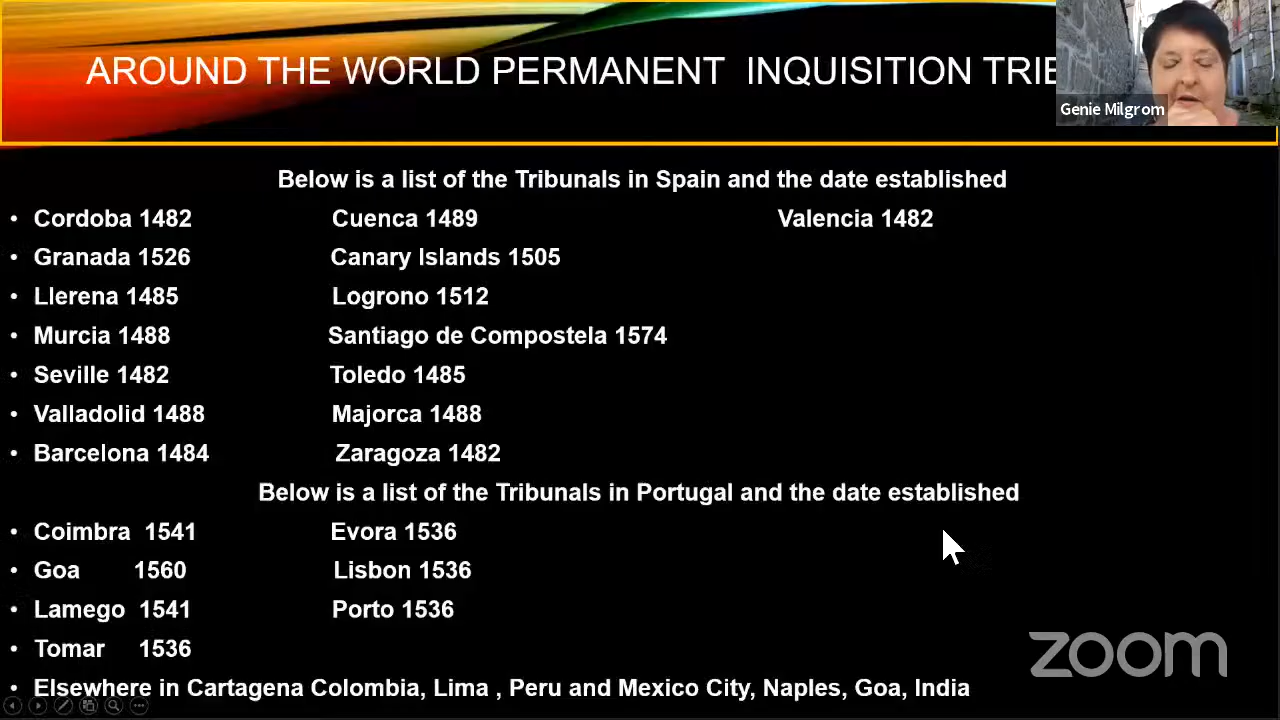 AROUND THE WORLD PERMANENT INQUISITION TRIB
Genie Milgrom
Below is a list of the Tribunals in Spain and the date established
• Cordoba 1482 Cuenca 1489 Valencia 1482
• Granada 1526 Canary Islands 1505
• Llerena 1485 Logrono 1512
• Murcia 1488 Santiago de Compostela 1574
• Seville 1482 Toledo 1485
• Valladolid 1488 Majorca 1488
• Barcelona 1484 Zaragoza 1482
Below is a list of the Tribunals in Portugal and the date established
• Coimbra 1541 Evora 1536
• Goa 1560 Lisbon 1536
• Lamego 1541 Porto 1536
• Tomar 1536
• Elsewhere in Cartagena Colombia, Lima , Peru and Mexico City, Naples, Goa, India
zoom